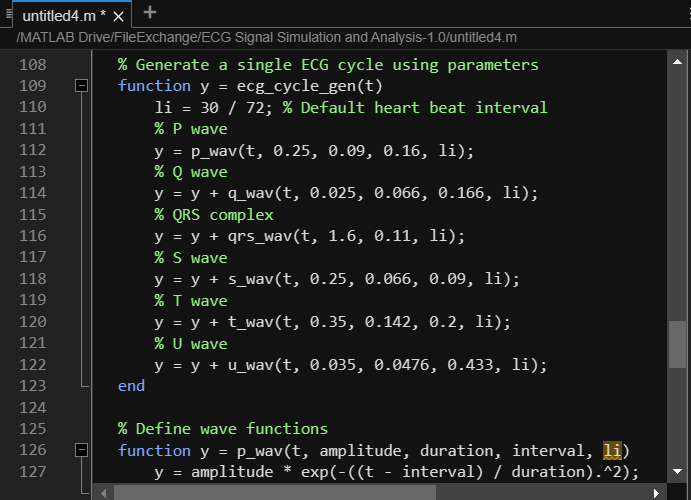 untitled4.m * × +
/MATLAB Drive/FileExchange/ECG Signal Simulation and Analysis-1.0/untitled4.m
108 % Generate a single ECG cycle using parameters
109 function y = ecg_cycle_gen(t)
110 li = 30 / 72; % Default heart beat interval
111 % P wave
112 y = p_wav(t, 0.25, 0.09, 0.16, li);
113 % Q wave
114 y = y + q_wav(t, 0.025, 0.066, 0.166, li);
115 % QRS complex
116 y = y + qrs_wav(t, 1.6, 0.11, li);
117 % S wave
118 y = y + s_wav(t, 0.25, 0.066, 0.09, li);
119 % T wave
120 y = y + t_wav(t, 0.35, 0.142, 0.2, li);
121 % U wave
122 y = y + u_wav(t, 0.035, 0.0476, 0.433, li);
123 end
124
125 % Define wave functions
126 function y = p_wav(t, amplitude, duration, interval, li)
127 y = amplitude * exp(-((t - interval) / duration).^2);